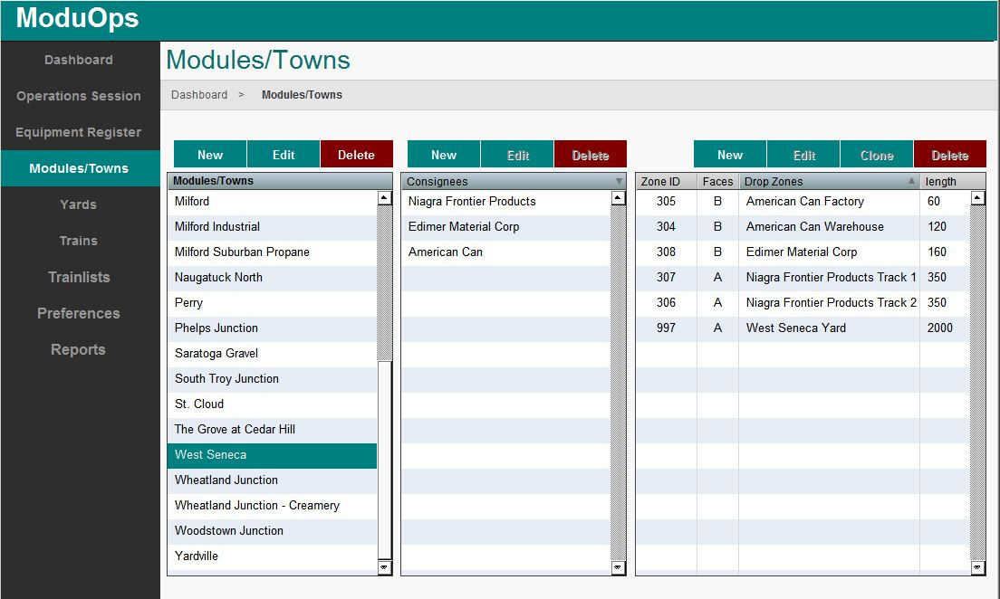 ModuOps
Dashboard
Operations Session
Equipment Register
Modules/Towns
Yards
Trains
Trainlists
Preferences
Reports
Modules/Towns
Dashboard > Modules/Towns
New Edit Delete
Modules/Towns
Milford
Milford Industrial
Milford Suburban Propane
Naugatuck North
Perry
Phelps Junction
Saratoga Gravel
South Troy Junction
St. Cloud
The Grove at Cedar Hill
West Seneca
Wheatland Junction
Wheatland Junction - Creamery
Woodstown Junction
Yardville
New Edit Delete
Consignees
Niagra Frontier Products
Edimer Material Corp
American Can
New Edit Clone Delete
Zone ID Faces Drop Zones length
305 B American Can Factory 60
304 B American Can Warehouse 120
308 B Edimer Material Corp 160
307 A Niagra Frontier Products Track 1 350
306 A Niagra Frontier Products Track 2 350
997 A West Seneca Yard 2000